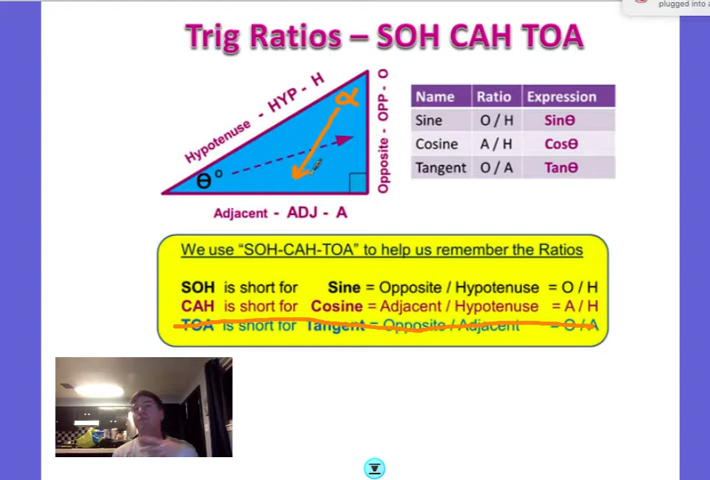 plugged into a
Trig Ratios – SOH CAH TOA
Hypotenuse - HYP - H
α
Opposite - OPP - O
θ°
Adjacent - ADJ - A
Name Ratio Expression
Sine O / H Sinθ
Cosine A / H Cosθ
Tangent O / A Tanθ
We use “SOH-CAH-TOA” to help us remember the Ratios
SOH is short for Sine = Opposite / Hypotenuse = O / H
CAH is short for Cosine = Adjacent / Hypotenuse = A / H
TOA is short for Tangent = Opposite / Adjacent = O / A